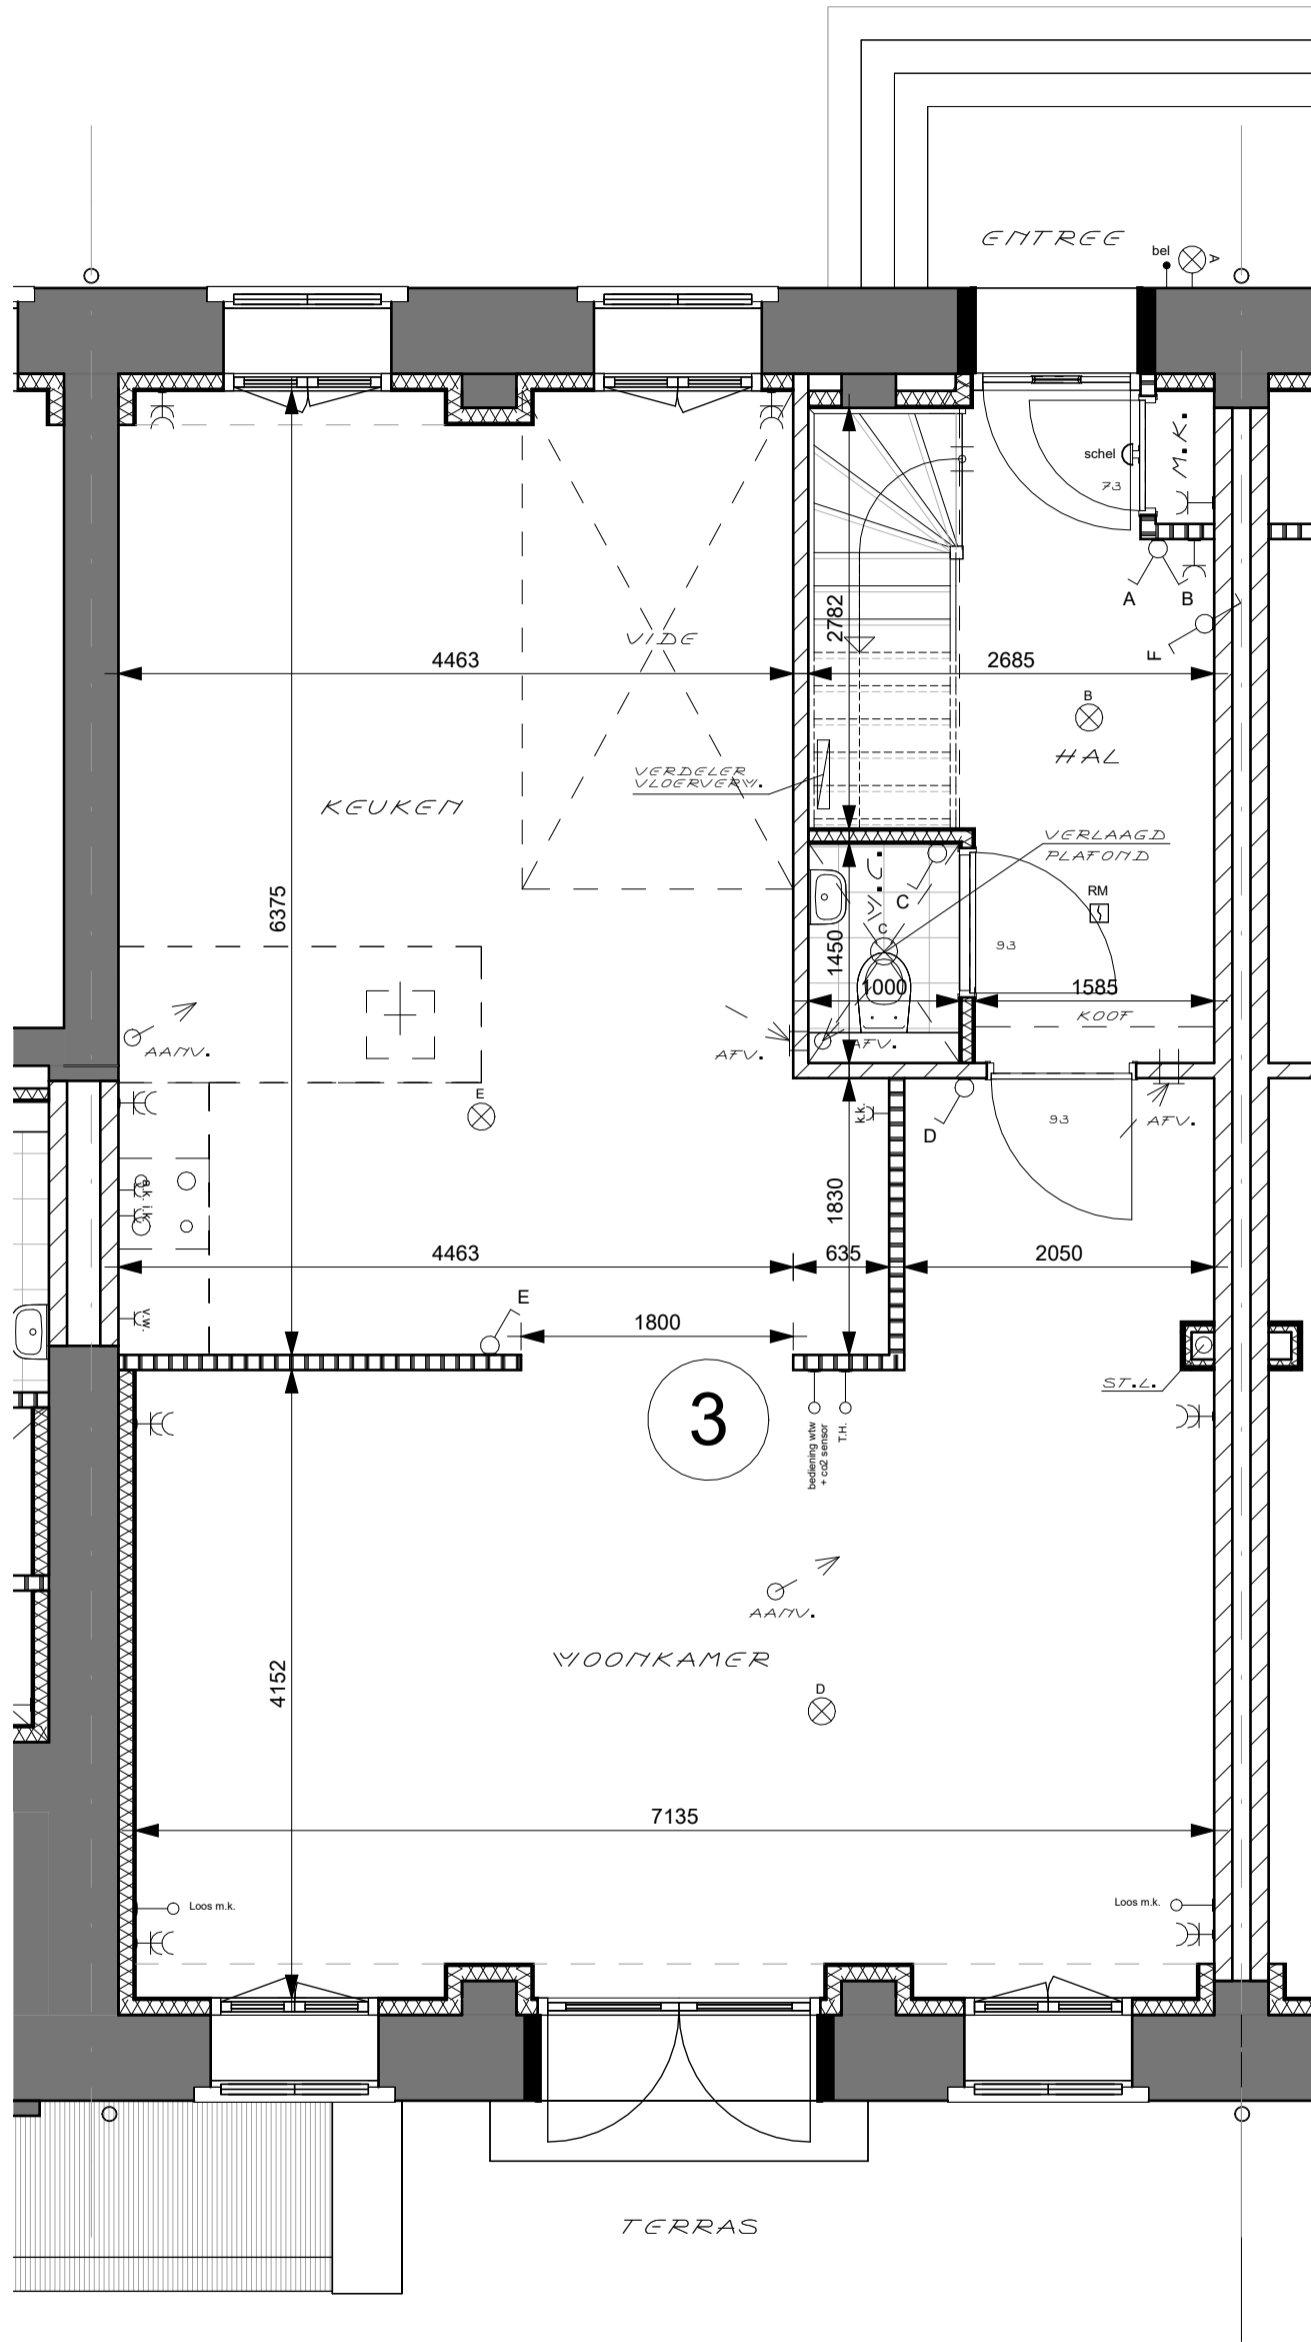 ENTREE
bel
A
schel
M.K.
73
A
B
F
2782
VIDE
4463
2685
B
HAL
VERDELER
VLOERVERW.
KEUKEN
VERLAAGD
PLAFOND
W.C.
C
RM
6375
C
93
1450
1000
1585
KOOF
AANV.
AFV.
AFV.
E
k.k.
D
93
AFV.
a.k.
i.k.
1830
4463
635
2050
v.w.
E
1800
ST.L.
3
bediening wtw
+ co2 sensor
T.H.
AANV.
WOONKAMER
4152
D
7135
Loos m.k.
Loos m.k.
TERRAS